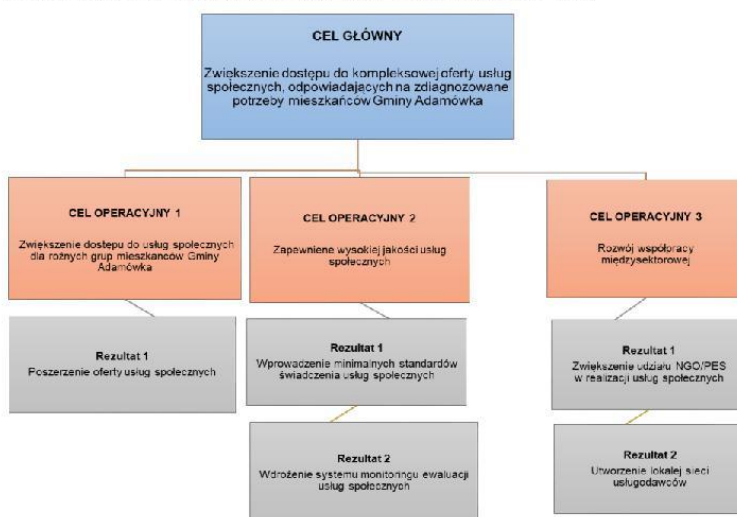 CEL GŁÓWNY
Zwiększenie dostępu do kompleksowej oferty usług
społecznych, odpowiadających na zdiagnozowane
potrzeby mieszkańców Gminy Adamówka
CEL OPERACYJNY 1
Zwiększenie dostępu do usług społecznych
dla rożnych grup mieszkancow Gminy
Adamówka
CEL OPERACYJNY 2
Zapewnene wysokiej jakości usług
społecznych
CEL OPERACYJNY 3
Rozwój współpracy
międzysektorowej
Rezultat 1
Poszerzenie oferty usług społecznych
Rezultat 1
Wprowadzenie minimalnych standardów
świadczenia usług społecznych
Rezultat 1
Zwiększenie udziału NGO/PES
w realizacji usług społecznych
Rezultat 2
Wdrożenie systemu monitoringu ewaluacji
usług społecznych
Rezultat 2
Utworzenie lokalej sieci
usługodawców